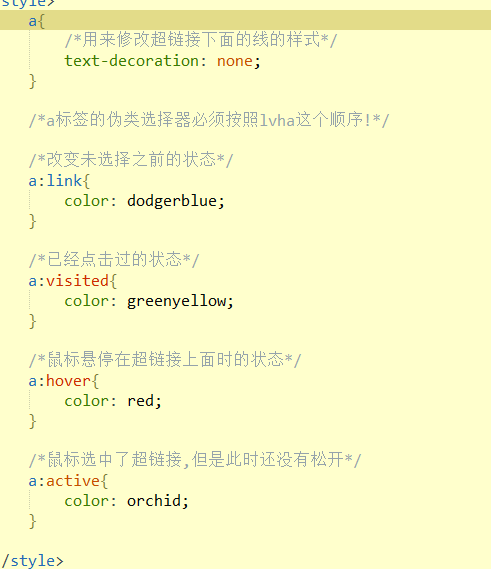 style>
a{
/*用来修改超链接下面的线的样式*/
text-decoration: none;
}
/*a标签的伪类选择器必须按照lvha这个顺序!*/
/*改变未选择之前的状态*/
a:link{
color: dodgerblue;
}
/*已经点击过的状态*/
a:visited{
color: greenyellow;
}
/*鼠标悬停在超链接上面时的状态*/
a:hover{
color: red;
}
/*鼠标选中了超链接,但是此时还没有松开*/
a:active{
color: orchid;
}
/style>